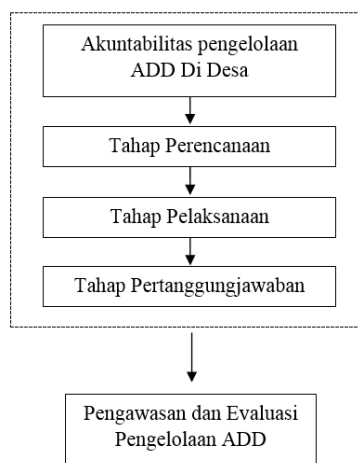 Akuntabilitas pengelolaan
ADD Di Desa
Tahap Perencanaan
Tahap Pelaksanaan
Tahap Pertanggungjawaban
Pengawasan dan Evaluasi
Pengelolaan ADD